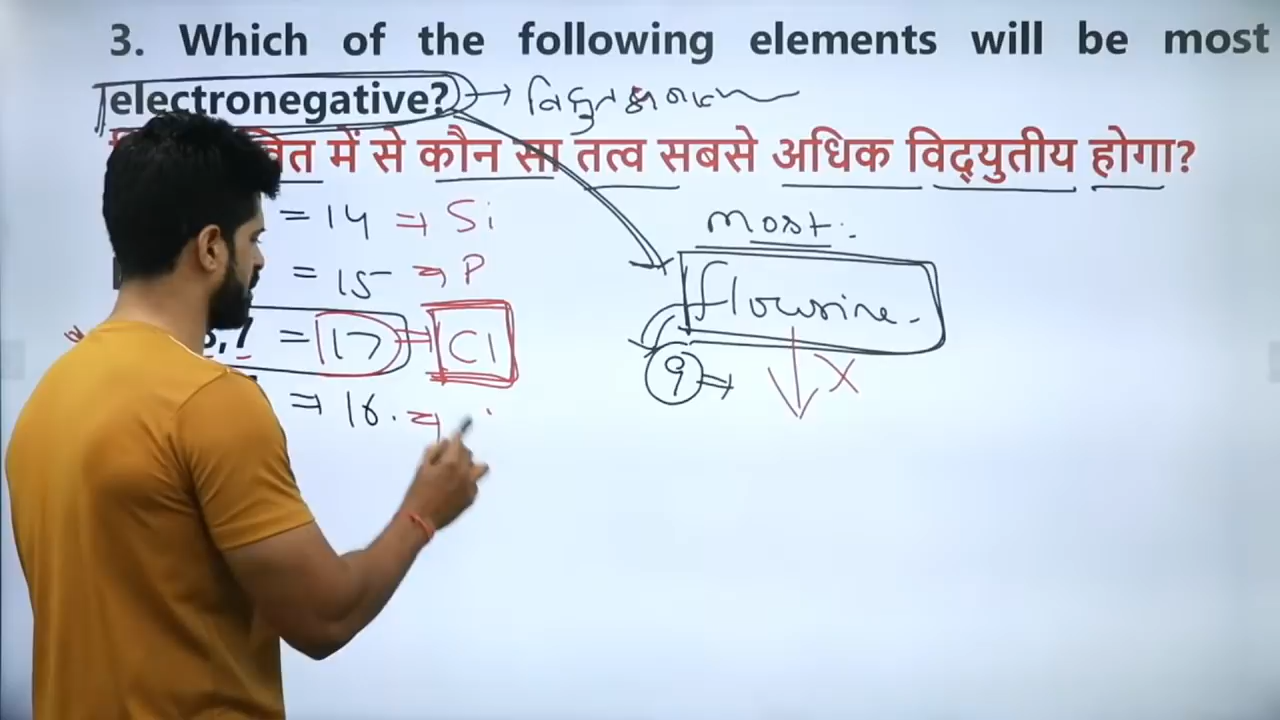 3. Which of the following elements will be most
electronegative? →
में से कौन सा तत्व सबसे अधिक विद्युतीय होगा?
= 14 ⇒ Si
= 15 ⇒ P
,7 = 17 ⇒ Cl
⇒ 16. ⇒
most:
flourine.
9 ⇒
X